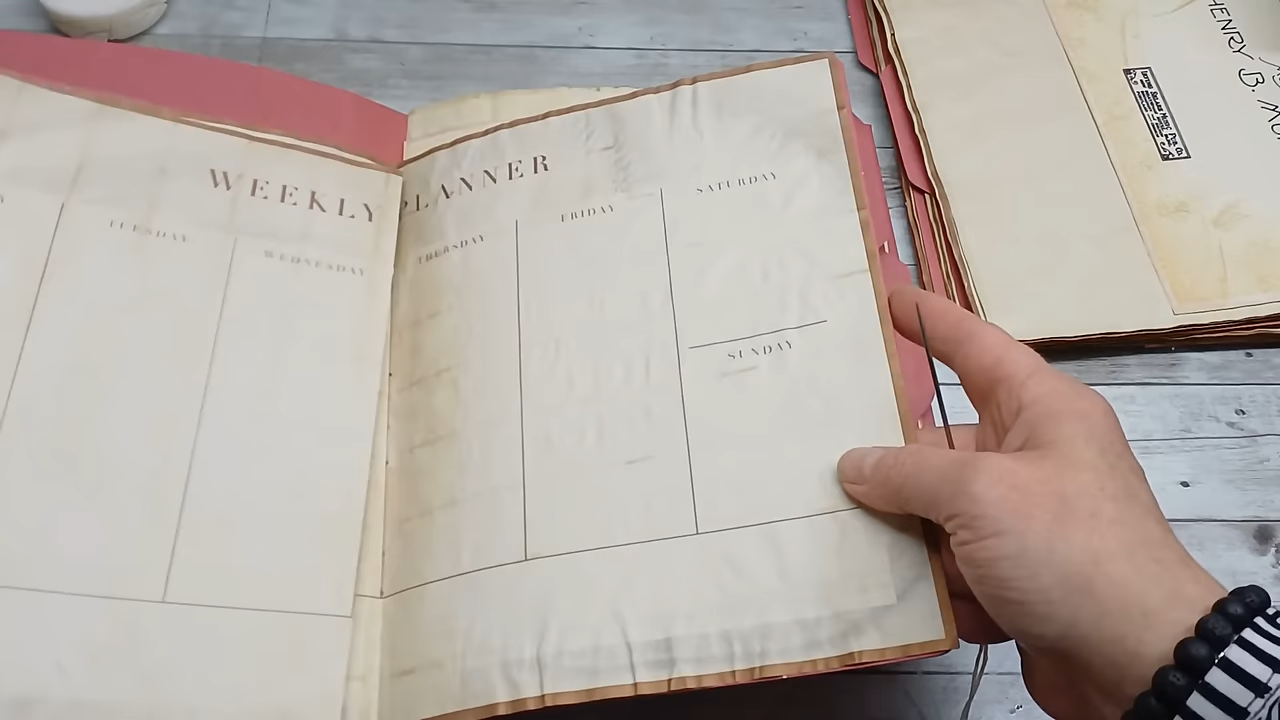 WEEKLY PLANNER
TUESDAY
WEDNESDAY
THURSDAY
FRIDAY
SATURDAY
SUNDAY
HENRY B.